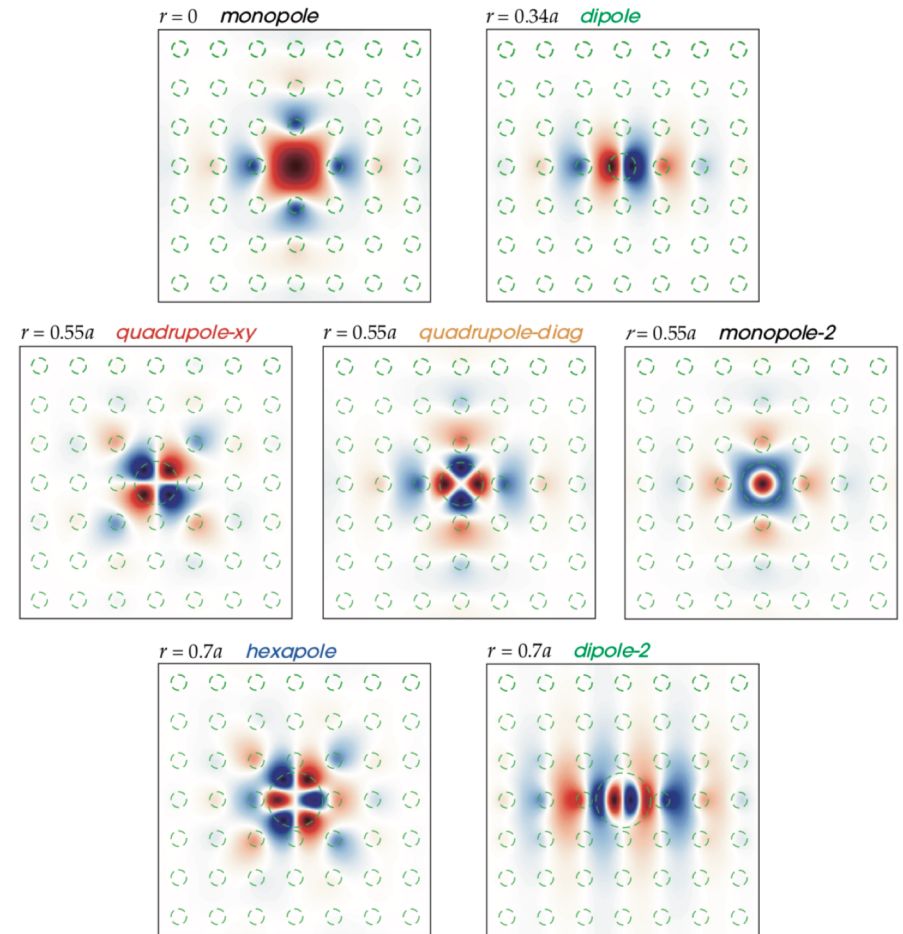 r = 0 monopole
r = 0.34a dipole
r = 0.55a quadrupole-xy
r = 0.55a quadrupole-diag
r = 0.55a monopole-2
r = 0.7a hexapole
r = 0.7a dipole-2